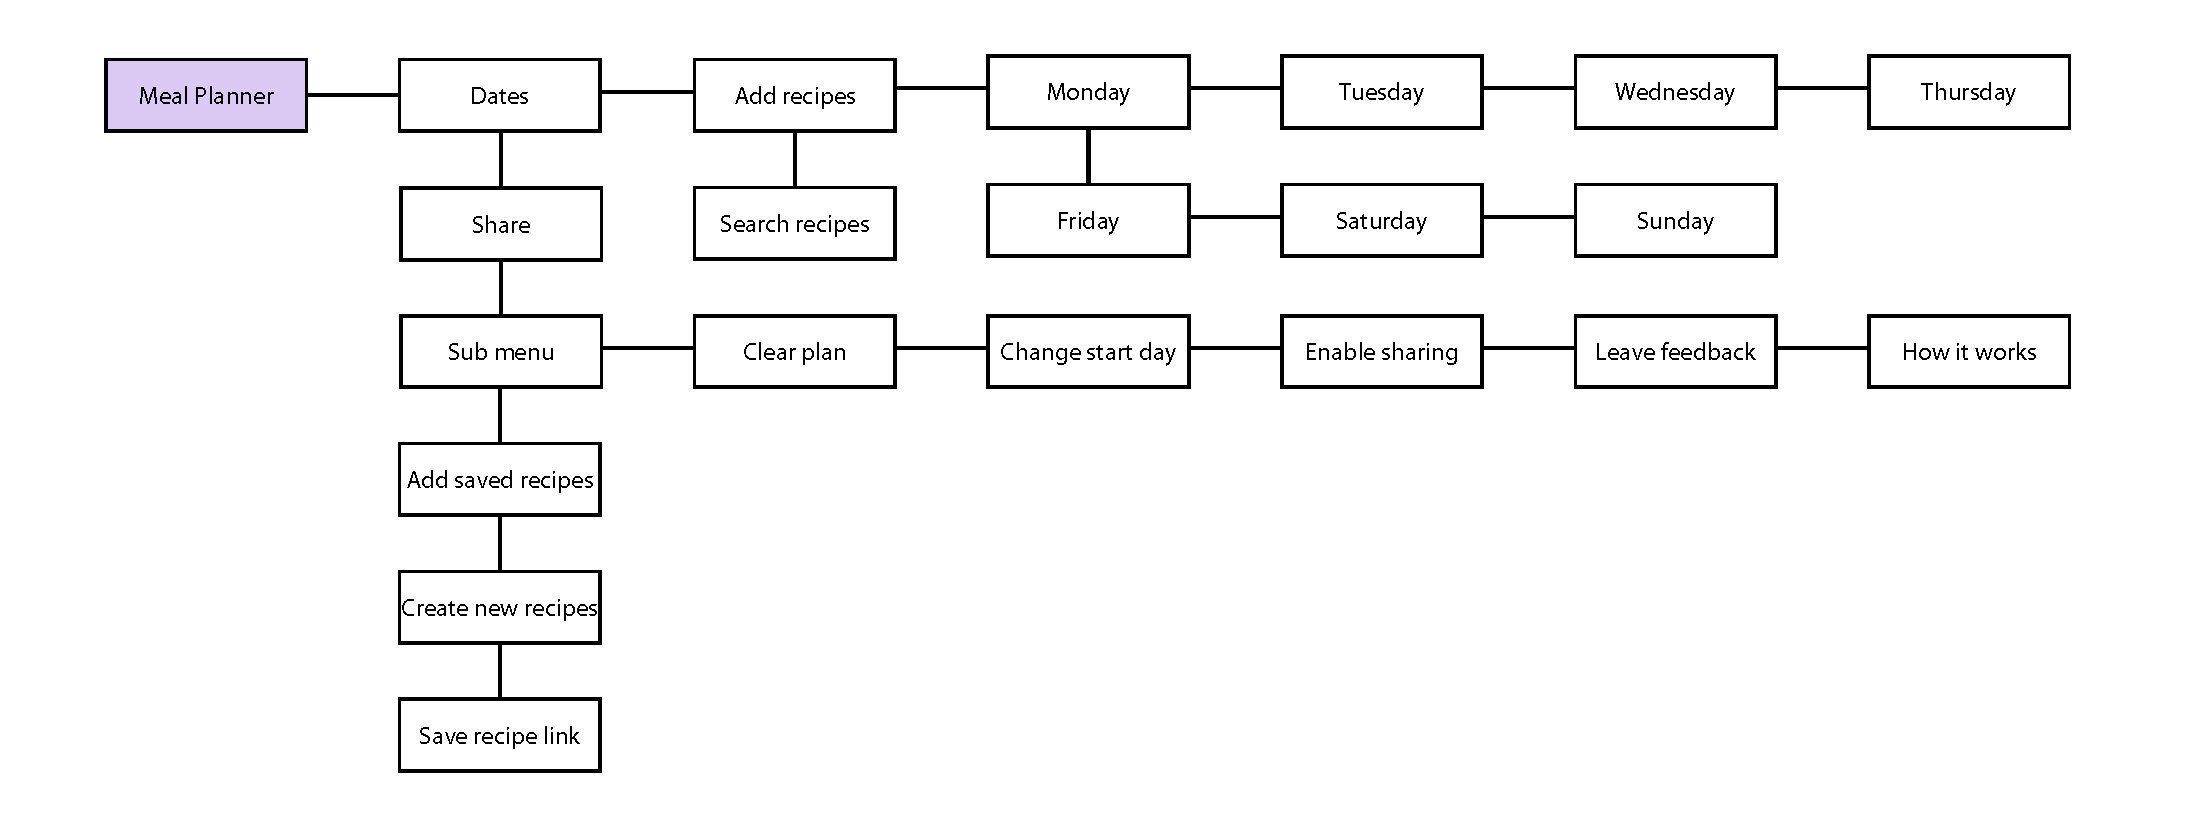 Meal Planner
Dates
Add recipes
Monday
Tuesday
Wednesday
Thursday
Share
Search recipes
Friday
Saturday
Sunday
Sub menu
Clear plan
Change start day
Enable sharing
Leave feedback
How it works
Add saved recipes
Create new recipes
Save recipe link